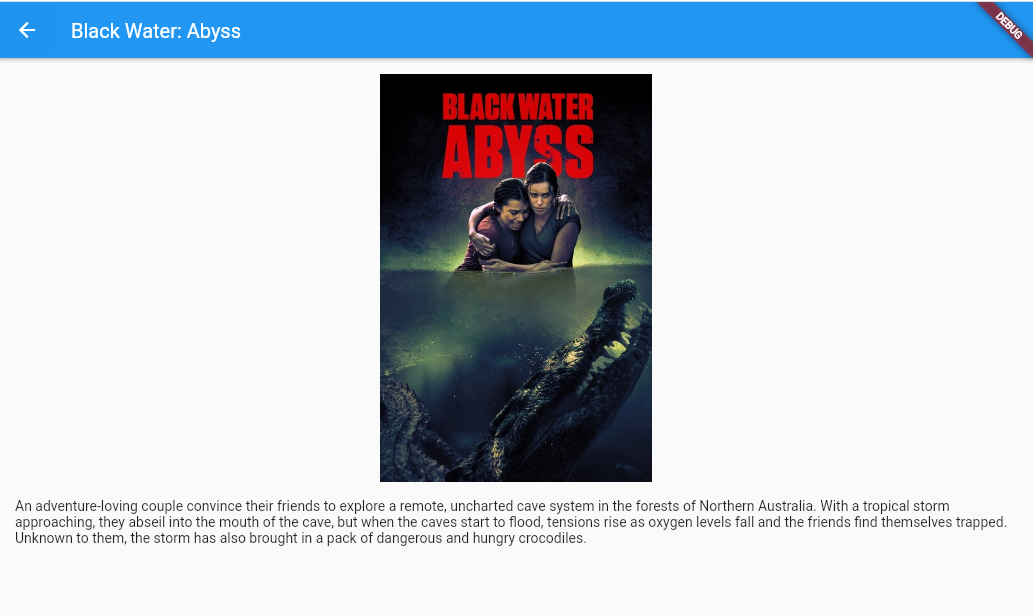 Black Water: Abyss
DEBUG
BLACK WATER
ABYSS
An adventure-loving couple convince their friends to explore a remote, uncharted cave system in the forests of Northern Australia. With a tropical storm
approaching, they abseil into the mouth of the cave, but when the caves start to flood, tensions rise as oxygen levels fall and the friends find themselves trapped.
Unknown to them, the storm has also brought in a pack of dangerous and hungry crocodiles.